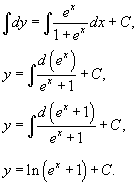 ∫dy = ∫ e^x / (1 + e^x) dx + C,
y = ∫ d(e^x) / (e^x + 1) + C,
y = ∫ d(e^x + 1) / (e^x + 1) + C,
y = ln(e^x + 1) + C.